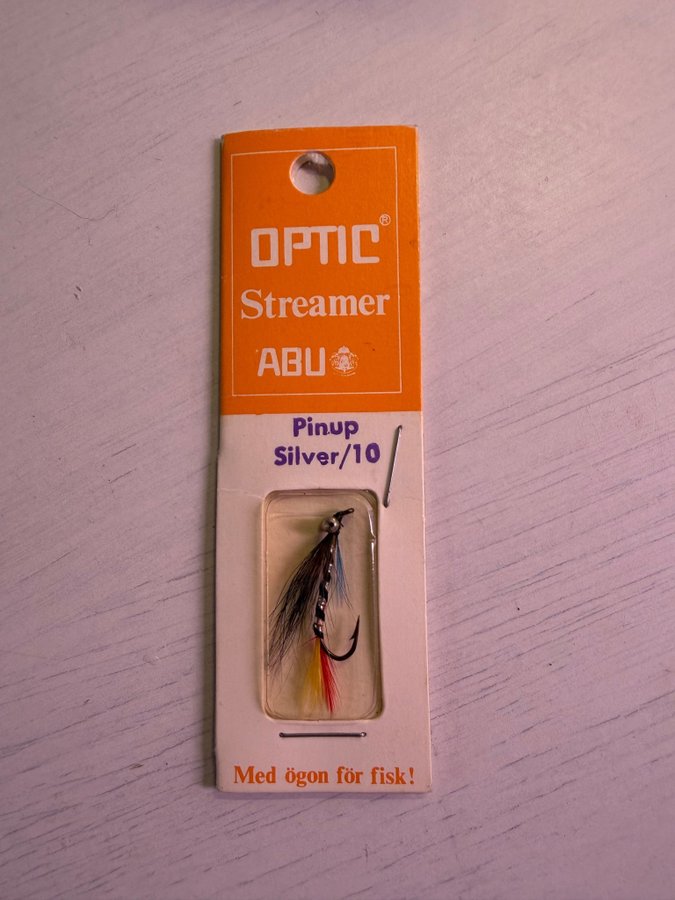 OPTIC®
Streamer
ABU
Pinup
Silver/10
Med ögon för fisk!